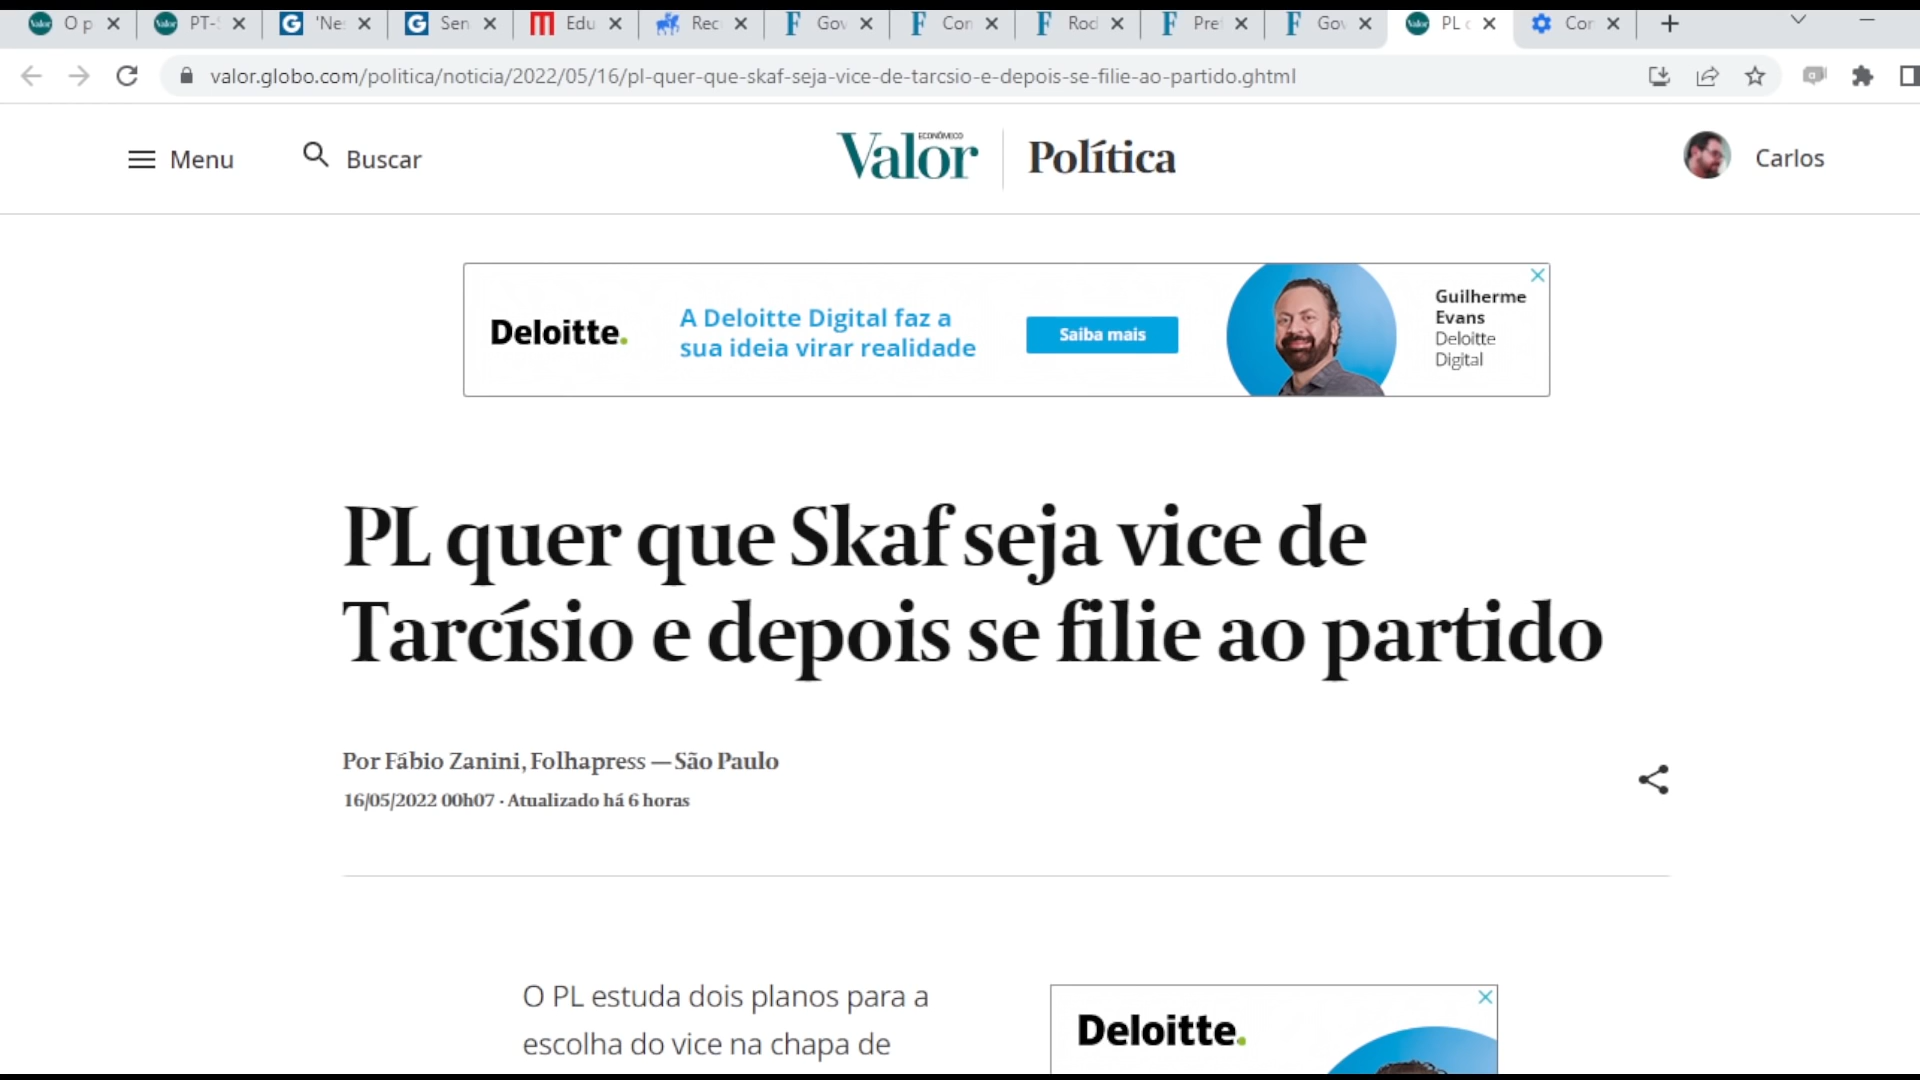 O p
PT-
'Ne
Sen
Edu
Rec
Gov
Con
Rod
Pre
Gov
PL
Cor
valor.globo.com/politica/noticia/2022/05/16/pl-quer-que-skaf-seja-vice-de-tarcsio-e-depois-se-filie-ao-partido.ghtml
Menu
Buscar
ECONÔMICO
Valor
Política
Carlos
Deloitte.
A Deloitte Digital faz a
sua ideia virar realidade
Saiba mais
Guilherme
Evans
Deloitte
Digital
PL quer que Skaf seja vice de
Tarcísio e depois se filie ao partido
Por Fábio Zanini, Folhapress — São Paulo
16/05/2022 00h07 · Atualizado há 6 horas
O PL estuda dois planos para a
escolha do vice na chapa de
Deloitte.